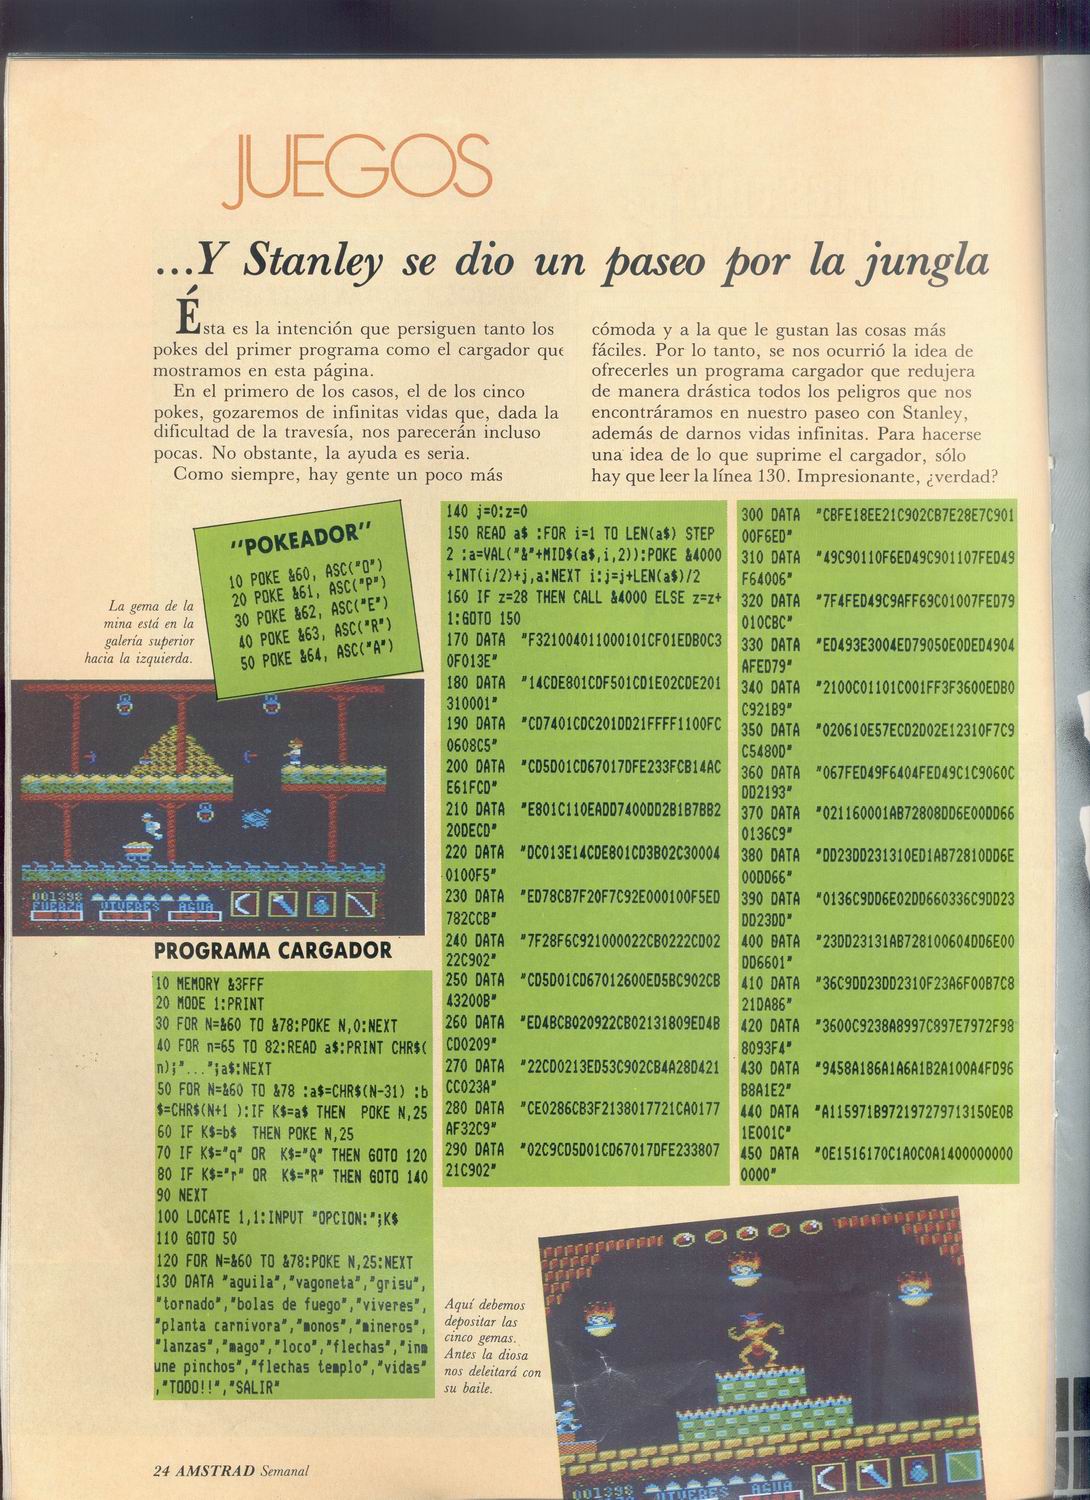 JUEGOS
...Y Stanley se dio un paseo por la jungla
Ésta es la intención que persiguen tanto los
pokes del primer programa como el cargador que
mostramos en esta página.
En el primero de los casos, el de los cinco
pokes, gozaremos de infinitas vidas que, dada la
dificultad de la travesía, nos parecerán incluso
pocas. No obstante, la ayuda es seria.
Como siempre, hay gente un poco más
cómoda y a la que le gustan las cosas más
fáciles. Por lo tanto, se nos ocurrió la idea de
ofrecerles un programa cargador que redujera
de manera drástica todos los peligros que nos
encontráramos en nuestro paseo con Stanley,
además de darnos vidas infinitas. Para hacerse
una idea de lo que suprime el cargador, sólo
hay que leer la línea 130. Impresionante, ¿verdad?
"POKEADOR"
10 POKE &60, ASC("O")
20 POKE &61, ASC("P")
30 POKE &62, ASC("E")
40 POKE &63, ASC("R")
50 POKE &64, ASC("A")
La gema de la
mina está en la
galería superior
hacia la izquierda.
001398
FUERZA VIVERES AGUA
PROGRAMA CARGADOR
10 MEMORY &3FFF
20 MODE 1:PRINT
30 FOR N=&60 TO &78:POKE N,0:NEXT
40 FOR n=65 TO 82:READ a$:PRINT CHR$(
n);"...";a$:NEXT
50 FOR N=&60 TO &78 :a$=CHR$(N-31) :b
$=CHR$(N+1 ):IF K$=a$ THEN POKE N,25
60 IF K$=b$ THEN POKE N,25
70 IF K$="q" OR K$="Q" THEN GOTO 120
80 IF K$="r" OR K$="R" THEN GOTO 140
90 NEXT
100 LOCATE 1,1:INPUT "OPCION:";K$
110 GOTO 50
120 FOR N=&60 TO &78:POKE N,25:NEXT
130 DATA "aguila","vagoneta","grisu",
"tornado","bolas de fuego","viveres",
"planta carnivora","monos","mineros",
"lanzas","mago","loco","flechas","inm
une pinchos","flechas templo","vidas"
,"TODO!!","SALIR"
140 j=0:z=0
150 READ a$ :FOR i=1 TO LEN(a$) STEP
2 :a=VAL("&"+MID$(a$,i,2)):POKE &4000
+INT(i/2)+j,a:NEXT i:j=j+LEN(a$)/2
160 IF z=28 THEN CALL &4000 ELSE z=z+
1:GOTO 150
170 DATA "F321004011000101CF01EDB0C3
0F013E"
180 DATA "14CDE801CDF501CD1E02CDE201
310001"
190 DATA "CD7401CDC201DD21FFFF1100FC
0608C5"
200 DATA "CD5D01CD67017DFE233FCB14AC
E61FCD"
210 DATA "E801C110EADD7400DD2B1B7BB2
20DECD"
220 DATA "DC013E14CDE801CD3B02C30004
0100F5"
230 DATA "ED78CB7F20F7C92E000100F5ED
782CCB"
240 DATA "7F28F6C921000022CB0222CD02
22C902"
250 DATA "CD5D01CD67012600ED5BC902CB
43200B"
260 DATA "ED4BCB020922CB02131809ED4B
CD0209"
270 DATA "22CD0213ED53C902CB4A28D421
CC023A"
280 DATA "CE0286CB3F2138017721CA0177
AF32C9"
290 DATA "02C9CD5D01CD67017DFE233807
21C902"
300 DATA "CBFE18EE21C902CB7E28E7C901
00F6ED"
310 DATA "49C90110F6ED49C901107FED49
F64006"
320 DATA "7F4FED49C9AFF69C01007FED79
010CBC"
330 DATA "ED493E3004ED79050E0DED4904
AFED79"
340 DATA "2100C01101C001FF3F3600EDB0
C921B9"
350 DATA "020610E57ECD2D02E12310F7C9
C5480D"
360 DATA "067FED49F6404FED49C1C9060C
DD2193"
370 DATA "021160001AB72808DD6E00DD66
0136C9"
380 DATA "DD23DD231310ED1AB72810DD6E
00DD66"
390 DATA "0136C9DD6E02DD660336C9DD23
DD23DD"
400 BATA "23DD23131AB728100604DD6E00
DD6601"
410 DATA "36C9DD23DD2310F23A6F00B7C8
21DA86"
420 DATA "3600C9238A8997C897E7972F98
8093F4"
430 DATA "9458A186A1A6A1B2A100A4FD96
B8A1E2"
440 DATA "A115971B972197279713150E0B
1E001C"
450 DATA "0E1516170C1A0C0A1400000000
0000"
Aquí debemos
depositar las
cinco gemas.
Antes la diosa
nos deleitará con
su baile.
001398 VIVERES AGUA
24 AMSTRAD Semanal